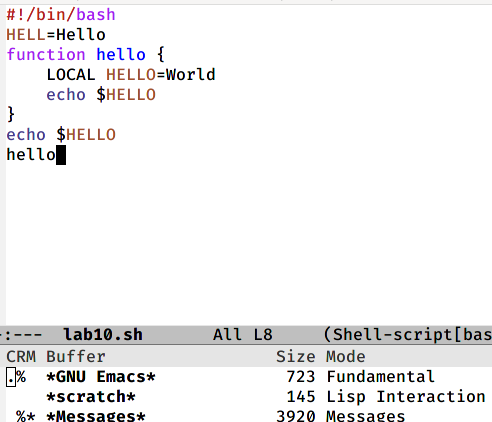 #!/bin/bash
HELL=Hello
function hello {
    LOCAL HELLO=World
    echo $HELLO
}
echo $HELLO
hello
-:--- lab10.sh All L8 (Shell-script[bas
CRM Buffer Size Mode
.% *GNU Emacs* 723 Fundamental
*scratch* 145 Lisp Interaction
%* *Messages* 3920 Messages